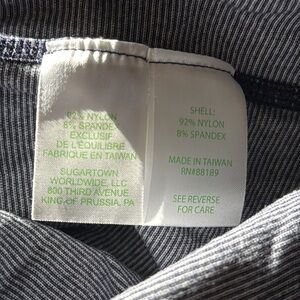 92% NYLON
8% SPANDEX
EXCLUSIF
DE L'ÉQUILIBRE
FABRIQUE EN TAIWAN
SUGARTOWN
WORLDWIDE, LLC
800 THIRD AVENUE
KING OF PRUSSIA, PA
SHELL:
92% NYLON
8% SPANDEX
MADE IN TAIWAN
RN#88189
SEE REVERSE
FOR CARE